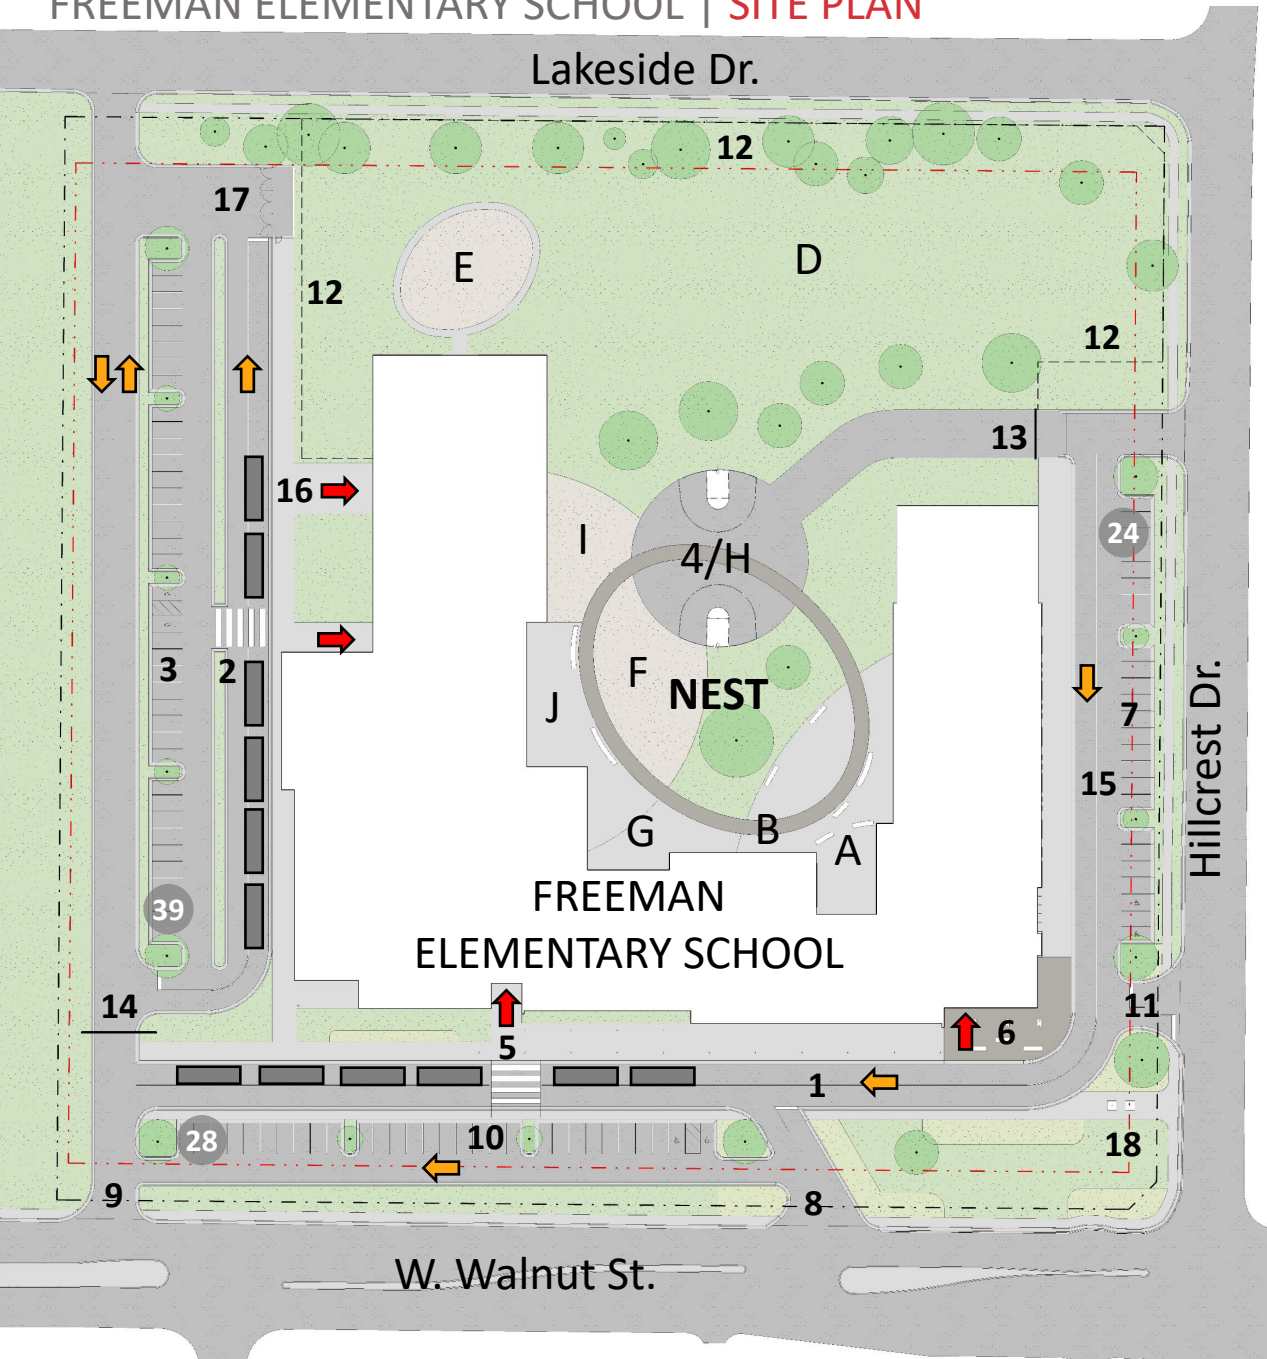 FREEMAN ELEMENTARY SCHOOL | SITE PLAN
Lakeside Dr.
12
17
E
D
12
12
13
16
24
I
4/H
3
2
F
NEST
J
7
15
Hillcrest Dr.
G
B
A
39
FREEMAN
ELEMENTARY SCHOOL
14
11
5
6
1
28
10
18
9
8
W. Walnut St.